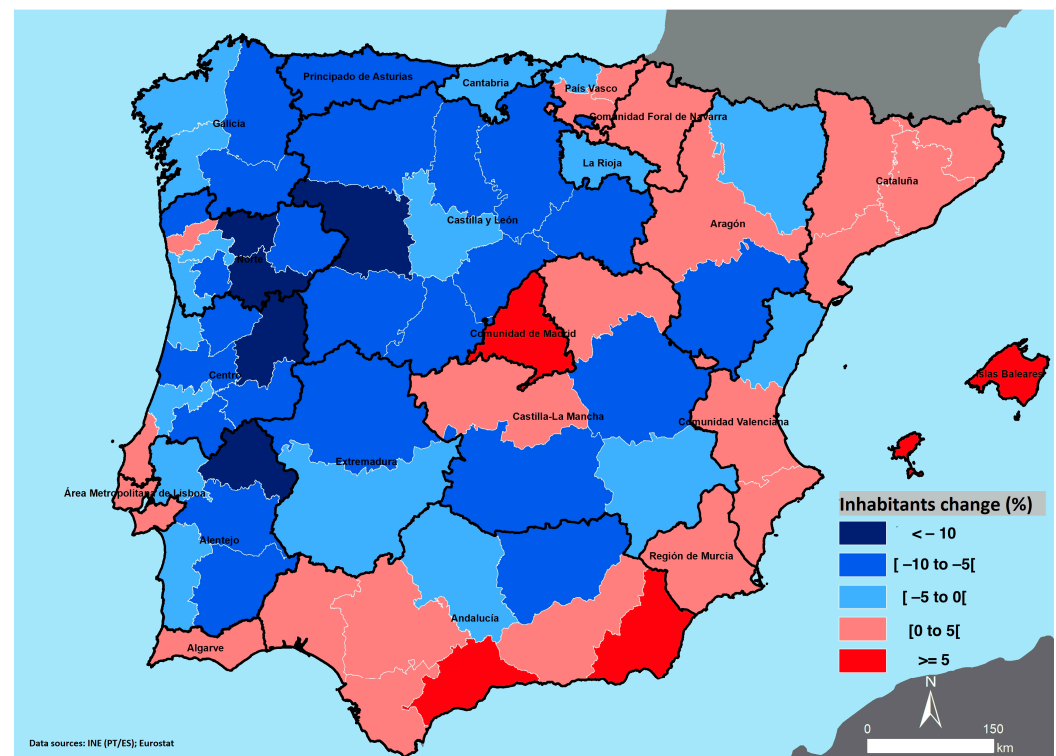 Principado de Asturias
Cantabria
País Vasco
Galicia
Comunidad Foral de Navarra
La Rioja
Cataluña
Castilla y León
Aragón
Norte
Comunidad de Madrid
Centro
Islas Baleares
Castilla-La Mancha
Comunidad Valenciana
Extremadura
Área Metropolitana de Lisboa
Alentejo
Región de Murcia
Andalucía
Algarve
Inhabitants change (%)
< – 10
[ –10 to –5[
[ –5 to 0[
[0 to 5[
>= 5
N
0 150
km
Data sources: INE (PT/ES); Eurostat